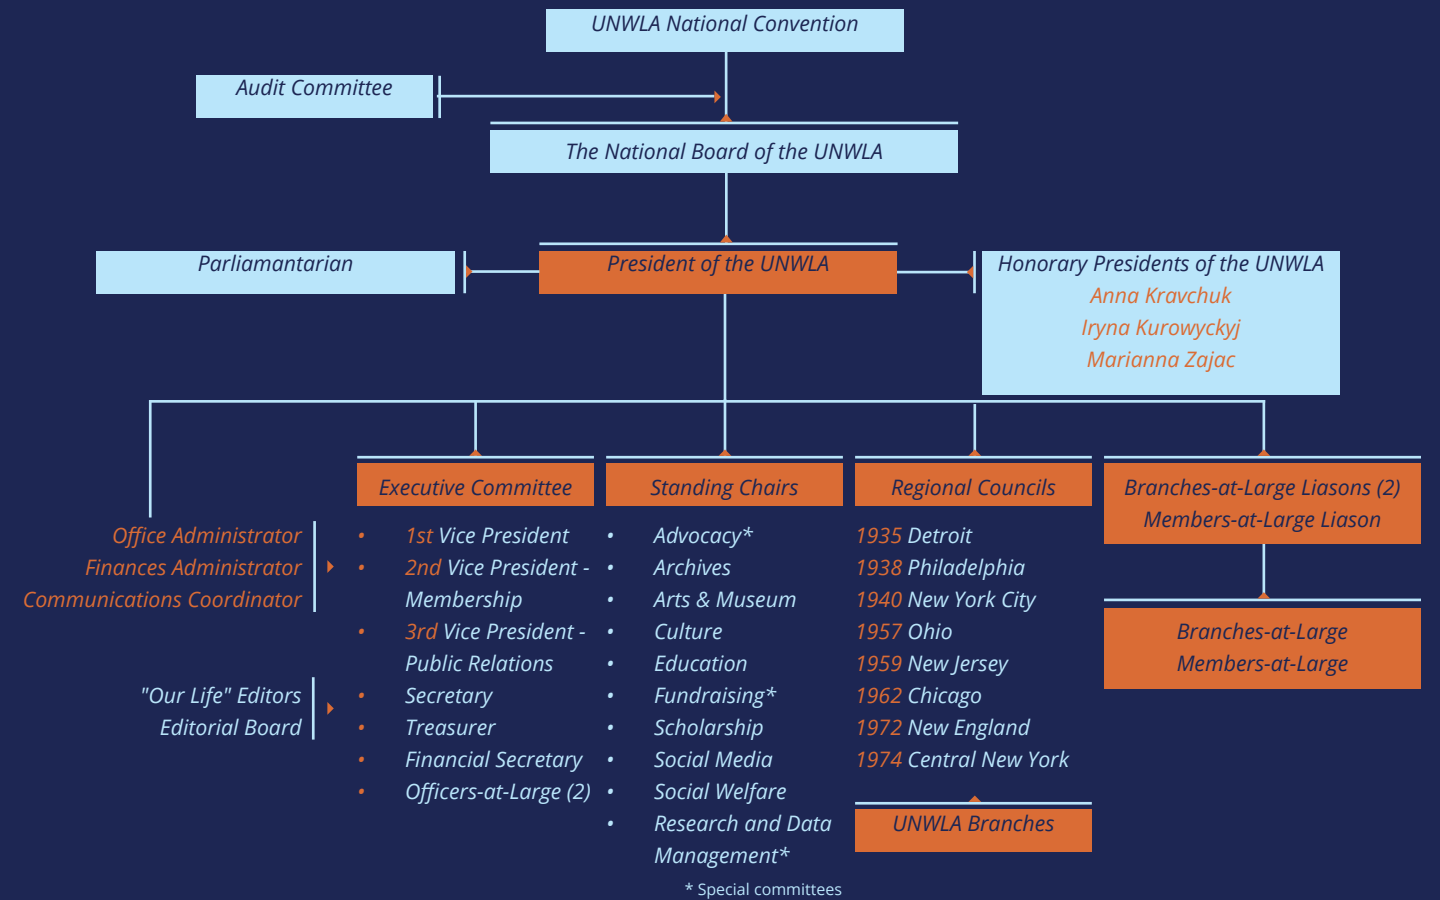 UNWLA National Convention
Audit Committee
The National Board of the UNWLA
Parliamantarian
President of the UNWLA
Honorary Presidents of the UNWLA
Anna Kravchuk
Iryna Kurowyckyj
Marianna Zajac
Office Administrator
Finances Administrator
Communications Coordinator
"Our Life" Editors
Editorial Board
Executive Committee
• 1st Vice President
• 2nd Vice President -
Membership
• 3rd Vice President -
Public Relations
• Secretary
• Treasurer
• Financial Secretary
• Officers-at-Large (2)
Standing Chairs
• Advocacy*
• Archives
• Arts & Museum
• Culture
• Education
• Fundraising*
• Scholarship
• Social Media
• Social Welfare
• Research and Data
Management*
* Special committees
Regional Councils
1935 Detroit
1938 Philadelphia
1940 New York City
1957 Ohio
1959 New Jersey
1962 Chicago
1972 New England
1974 Central New York
UNWLA Branches
Branches-at-Large Liasons (2)
Members-at-Large Liason
Branches-at-Large
Members-at-Large